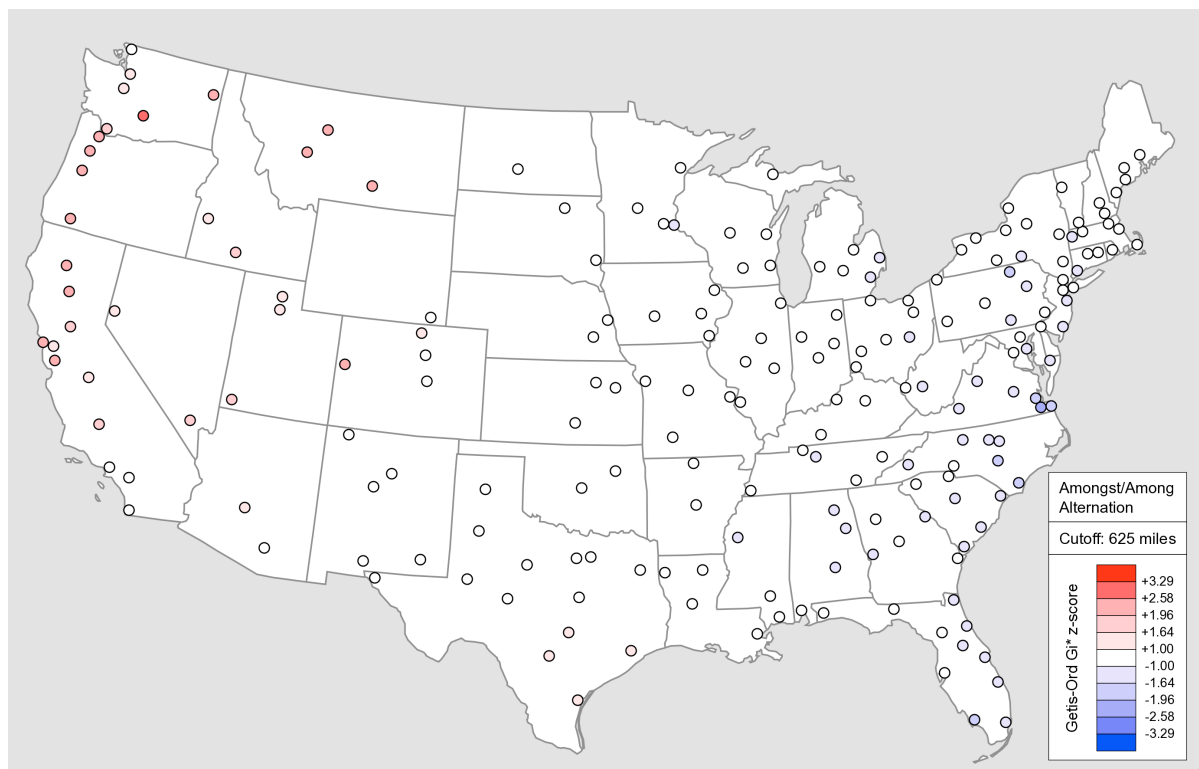 Amongst/Among
Alternation
Cutoff: 625 miles
Getis-Ord Gi* z-score
+3.29
+2.58
+1.96
+1.64
+1.00
-1.00
-1.64
-1.96
-2.58
-3.29